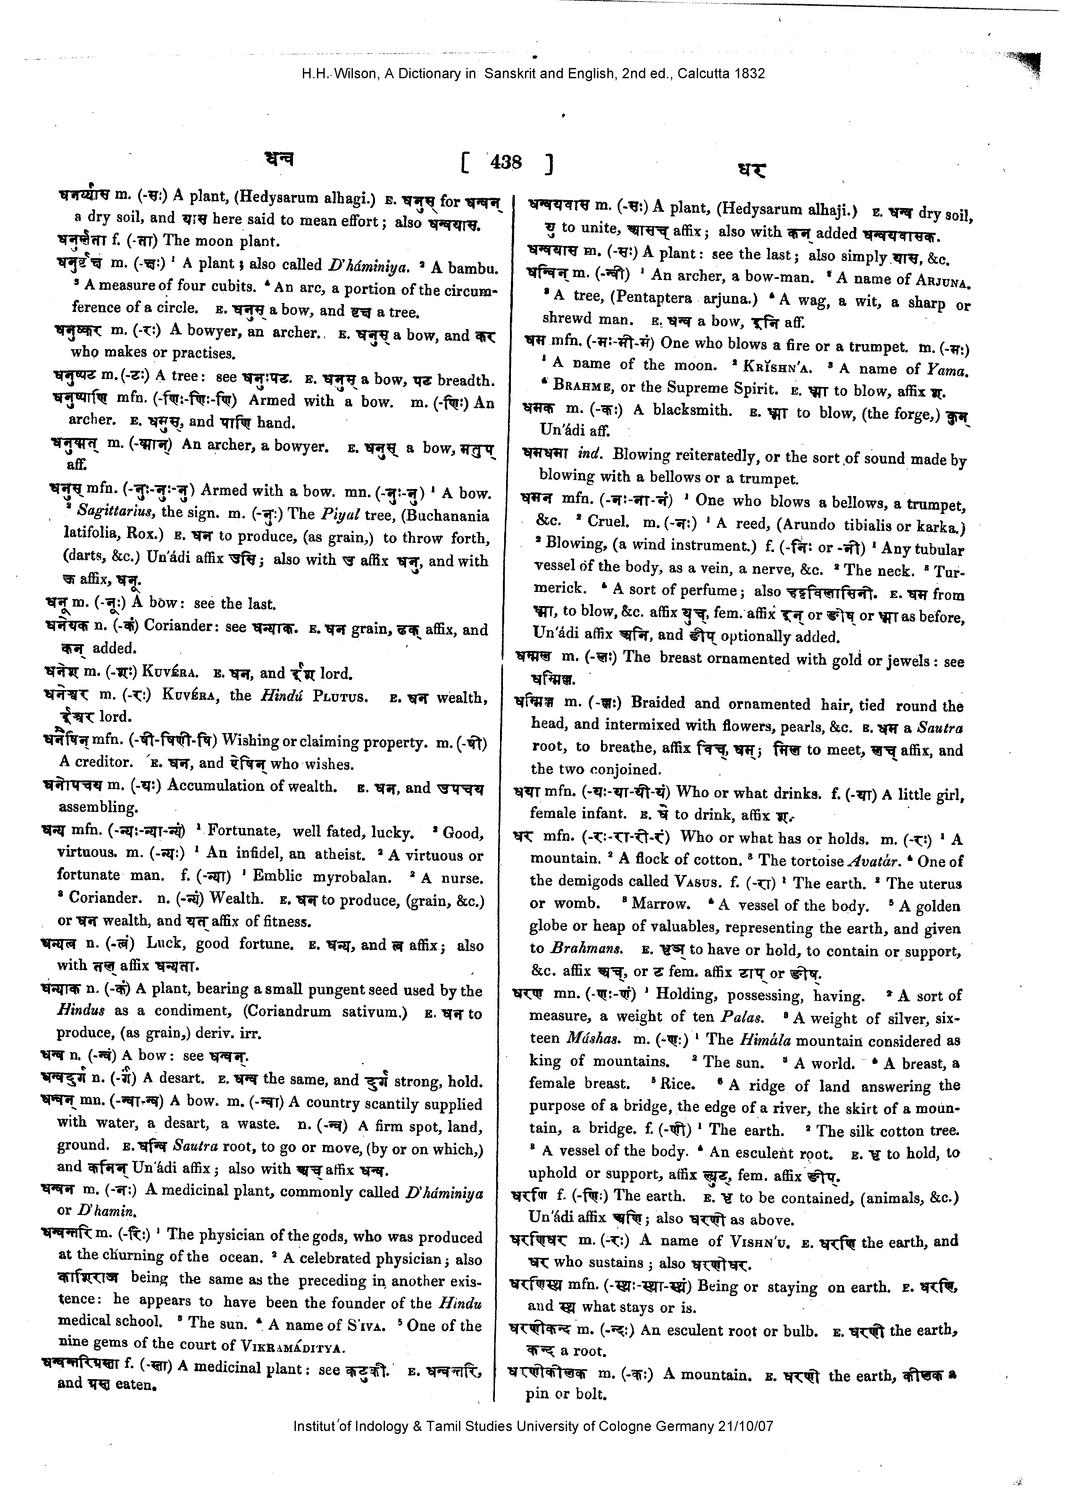 H.H. Wilson, A Dictionary in Sanskrit and English, 2nd ed., Calcutta 1832
धन्व [ 438 ] धर
धनुर्य्यास m. (-सः) A plant, (Hedysarum alhagi.) E. धनुस् for धन्वन्
a dry soil, and यास here said to mean effort; also धन्वयास.
धनुर्लता f. (-ता) The moon plant.
धनुर्वृक्ष m. (-क्षः) ¹ A plant; also called D'háminiya. ² A bambu.
³ A measure of four cubits. ⁴ An arc, a portion of the circum-
ference of a circle. E. धनुस् a bow, and वृक्ष a tree.
धनुष्कर m. (-रः) A bowyer, an archer. E. धनुस् a bow, and कर
who makes or practises.
धनुष्पट m. (-टः) A tree: see धनुःपट. E. धनुस् a bow, पट breadth.
धनुष्पाणि mfn. (-णिः-णिः-णि) Armed with a bow. m. (-णिः) An
archer. E. धनुस्, and पाणि hand.
धनुष्मत् m. (-ष्मान्) An archer, a bowyer. E. धनुस् a bow, मतुप्
aff.
धनुस् mfn. (-नुः-नुः-नु) Armed with a bow. mn. (-नुः-नु) ¹ A bow.
² Sagittarius, the sign. m. (-नुः) The Piyal tree, (Buchanania
latifolia, Rox.) E. धन to produce, (as grain,) to throw forth,
(darts, &c.) Un'ádi affix उसि; also with उ affix धनु, and with
ऊ affix, धनू.
धनू m. (-नूः) A bow: see the last.
धनेयक n. (-कं) Coriander: see धन्याक. E. धन grain, ढक् affix, and
कन् added.
धनेश m. (-शः) KUVÉRA. E. धन, and ईश lord.
धनेश्वर m. (-रः) KUVÉRA, the Hindú PLUTUS. E. धन wealth,
ईश्वर lord.
धनैषिन् mfn. (-षी-षिणी-षि) Wishing or claiming property. m. (-षी)
A creditor. E. धन, and ऐषिन् who wishes.
धनोपचय m. (-यः) Accumulation of wealth. E. धन, and उपचय
assembling.
धन्य mfn. (-न्यः-न्या-न्यं) ¹ Fortunate, well fated, lucky. ² Good,
virtuous. m. (-न्यः) ¹ An infidel, an atheist. ² A virtuous or
fortunate man. f. (-न्या) ¹ Emblic myrobalan. ² A nurse.
³ Coriander. n. (-न्यं) Wealth. E. धन to produce, (grain, &c.)
or धन wealth, and यत् affix of fitness.
धन्यत्व n. (-त्वं) Luck, good fortune. E. धन्य, and त्व affix; also
with तल् affix धन्यता.
धन्याक n. (-कं) A plant, bearing a small pungent seed used by the
Hindus as a condiment, (Coriandrum sativum.) E. धन to
produce, (as grain,) deriv. irr.
धन्व n. (-न्वं) A bow: see धन्वन्.
धन्वदुर्ग n. (-र्गं) A desart. E. धन्व the same, and दुर्ग strong, hold.
धन्वन् mn. (-न्वा-न्व) A bow. m. (-न्वा) A country scantily supplied
with water, a desart, a waste. n. (-न्व) A firm spot, land,
ground. E. धन्वि Sautra root, to go or move, (by or on which,)
and कनिन् Un'ádi affix; also with अच् affix धन्व.
धन्वन m. (-नः) A medicinal plant, commonly called D'háminiya
or D'hamin.
धन्वन्तरि m. (-रिः) ¹ The physician of the gods, who was produced
at the churning of the ocean. ² A celebrated physician; also
काशिराज being the same as the preceding in another exis-
tence: he appears to have been the founder of the Hindu
medical school. ³ The sun. ⁴ A name of S'IVA. ⁵ One of the
nine gems of the court of VIKRAMÁDITYA.
धन्वन्तरिग्रस्ता f. (-स्ता) A medicinal plant: see कटुकी. E. धन्वन्तरि,
and ग्रस्त eaten.
धन्वयवास m. (-सः) A plant, (Hedysarum alhaji.) E. धन्व dry soil,
यु to unite, आसच् affix; also with कन् added धन्वयवासक.
धन्वयास m. (-सः) A plant: see the last; also simply यास, &c.
धन्विन् m. (-न्वी) ¹ An archer, a bow-man. ² A name of ARJUNA.
³ A tree, (Pentaptera arjuna.) ⁴ A wag, a wit, a sharp or
shrewd man. E. धन्व a bow, इनि aff.
धम mfn. (-मः-मी-मं) One who blows a fire or a trumpet. m. (-मः)
¹ A name of the moon. ² KRĬSHN'A. ³ A name of Yama.
⁴ BRAHME, or the Supreme Spirit. E. ध्मा to blow, affix श.
धमक m. (-कः) A blacksmith. E. ध्मा to blow, (the forge,) कुन्
Un'ádi aff.
धमधमा ind. Blowing reiteratedly, or the sort of sound made by
blowing with a bellows or a trumpet.
धमन mfn. (-नः-ना-नं) ¹ One who blows a bellows, a trumpet,
&c. ² Cruel. m. (-नः) ¹ A reed, (Arundo tibialis or karka.)
² Blowing, (a wind instrument.) f. (-निः or -नी) ¹ Any tubular
vessel of the body, as a vein, a nerve, &c. ² The neck. ³ Tur-
merick. ⁴ A sort of perfume; also हट्टविलासिनी. E. धम from
ध्मा, to blow, &c. affix युच्, fem. affix इन् or ङीष् or ध्मा as before,
Un'ádi affix अनि, and ङीप् optionally added.
धम्मल m. (-लः) The breast ornamented with gold or jewels: see
धम्मिल.
धम्मिल्ल m. (-ल्लः) Braided and ornamented hair, tied round the
head, and intermixed with flowers, pearls, &c. E. धम a Sautra
root, to breathe, affix विच्, धम्; मिल to meet, लच् affix, and
the two conjoined.
धया mfn. (-यः-या-यी-यं) Who or what drinks. f. (-या) A little girl,
female infant. E. धे to drink, affix श.
धर mfn. (-रः-रा-री-रं) Who or what has or holds. m. (-रः) ¹ A
mountain. ² A flock of cotton. ³ The tortoise Avatár. ⁴ One of
the demigods called VASUS. f. (-रा) ¹ The earth. ² The uterus
or womb. ³ Marrow. ⁴ A vessel of the body. ⁵ A golden
globe or heap of valuables, representing the earth, and given
to Brahmans. E. धृञ् to have or hold, to contain or support,
&c. affix अच्, or ट fem. affix टाप् or ङीष्.
धरण mn. (-णः-णं) ¹ Holding, possessing, having. ² A sort of
measure, a weight of ten Palas. ³ A weight of silver, six-
teen Máshas. m. (-णः) ¹ The Himála mountain considered as
king of mountains. ² The sun. ³ A world. ⁴ A breast, a
female breast. ⁵ Rice. ⁶ A ridge of land answering the
purpose of a bridge, the edge of a river, the skirt of a moun-
tain, a bridge. f. (-णी) ¹ The earth. ² The silk cotton tree.
³ A vessel of the body. ⁴ An esculent root. E. धृ to hold, to
uphold or support, affix ल्युट्, fem. affix ङीप्.
धरणि f. (-णिः) The earth. E. धृ to be contained, (animals, &c.)
Un'ádi affix अणि; also धरणी as above.
धरणिधर m. (-रः) A name of VISHN'U. E. धरणि the earth, and
धर who sustains; also धरणीधर.
धरणिस्थ mfn. (-स्थः-स्था-स्थं) Being or staying on earth. E. धरणि,
and स्थ what stays or is.
धरणीकन्द m. (-न्दः) An esculent root or bulb. E. धरणी the earth,
कन्द a root.
धरणीकीलक m. (-कः) A mountain. E. धरणी the earth, कीलक a
pin or bolt.
Institut of Indology & Tamil Studies University of Cologne Germany 21/10/07